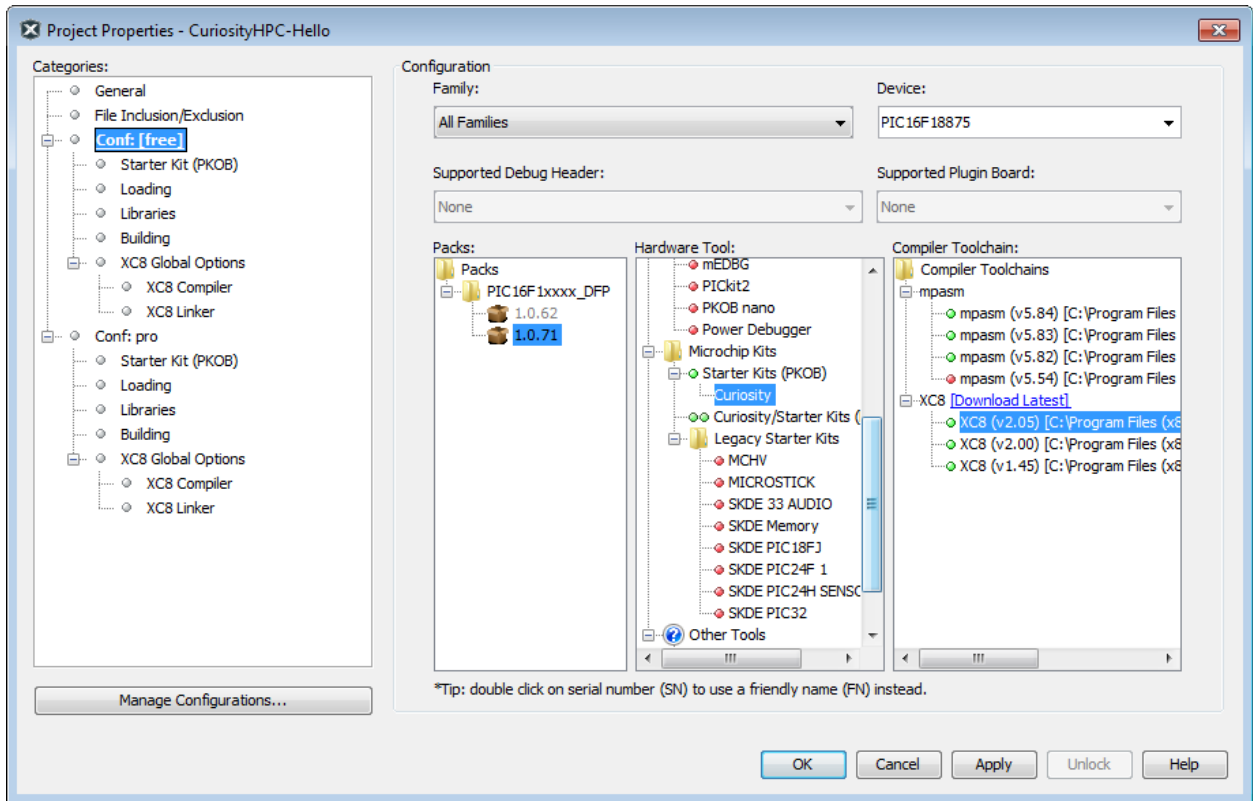 Project Properties - CuriosityHPC-Hello
Categories:
General
File Inclusion/Exclusion
Conf: [free]
Starter Kit (PKOB)
Loading
Libraries
Building
XC8 Global Options
XC8 Compiler
XC8 Linker
Conf: pro
Starter Kit (PKOB)
Loading
Libraries
Building
XC8 Global Options
XC8 Compiler
XC8 Linker
Manage Configurations...
Configuration
Family:
All Families
Device:
PIC16F18875
Supported Debug Header:
None
Supported Plugin Board:
None
Packs:
Packs
PIC16F1xxxx_DFP
1.0.62
1.0.71
Hardware Tool:
mEDBG
PICkit2
PKOB nano
Power Debugger
Microchip Kits
Starter Kits (PKOB)
Curiosity
Curiosity/Starter Kits (
Legacy Starter Kits
MCHV
MICROSTICK
SKDE 33 AUDIO
SKDE Memory
SKDE PIC18FJ
SKDE PIC24F 1
SKDE PIC24H SENSO
SKDE PIC32
Other Tools
Compiler Toolchain:
Compiler Toolchains
mpasm
mpasm (v5.84) [C:\Program Files
mpasm (v5.83) [C:\Program Files
mpasm (v5.82) [C:\Program Files
mpasm (v5.54) [C:\Program Files
XC8 [Download Latest]
XC8 (v2.05) [C:\Program Files (x8
XC8 (v2.00) [C:\Program Files (x8
XC8 (v1.45) [C:\Program Files (x8
*Tip: double click on serial number (SN) to use a friendly name (FN) instead.
OK
Cancel
Apply
Unlock
Help